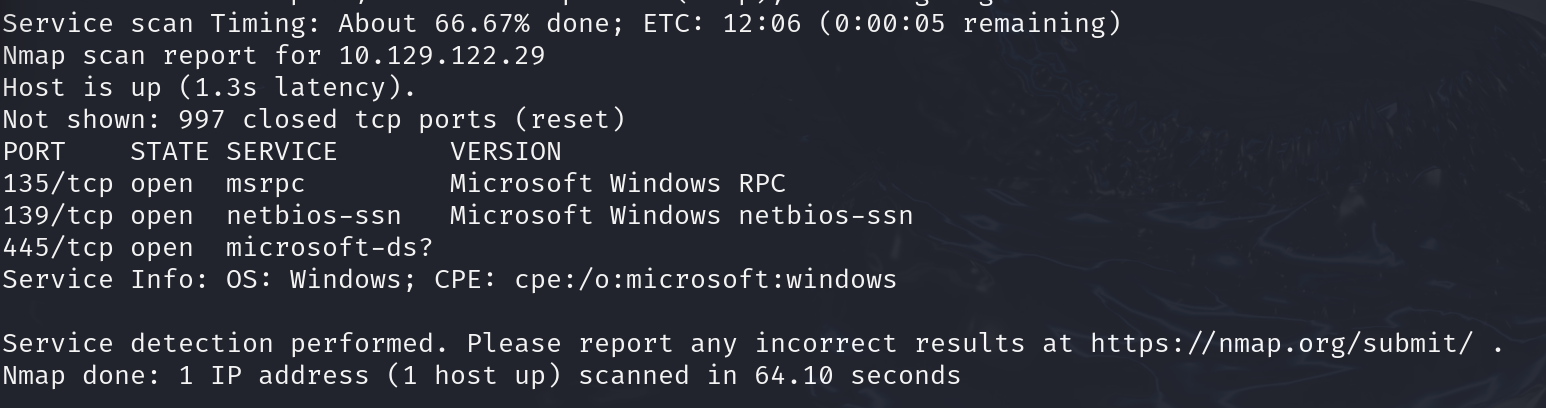 Service scan Timing: About 66.67% done; ETC: 12:06 (0:00:05 remaining)
Nmap scan report for 10.129.122.29
Host is up (1.3s latency).
Not shown: 997 closed tcp ports (reset)
PORT    STATE SERVICE       VERSION
135/tcp open  msrpc         Microsoft Windows RPC
139/tcp open  netbios-ssn   Microsoft Windows netbios-ssn
445/tcp open  microsoft-ds?
Service Info: OS: Windows; CPE: cpe:/o:microsoft:windows
Service detection performed. Please report any incorrect results at https://nmap.org/submit/ .
Nmap done: 1 IP address (1 host up) scanned in 64.10 seconds